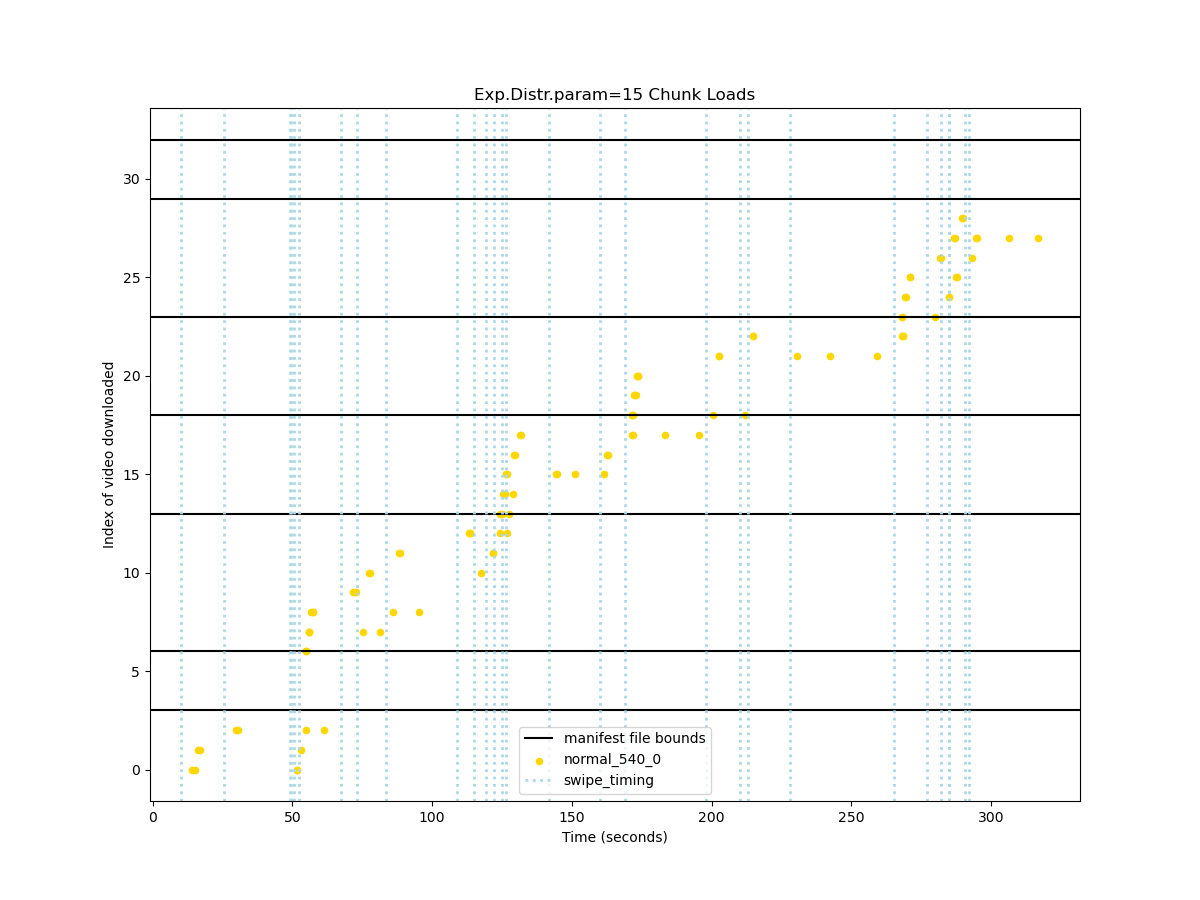 Exp.Distr.param=15 Chunk Loads
Index of video downloaded
30
25
20
15
10
5
0
manifest file bounds
normal_540_0
swipe_timing
0 50 100 150 200 250 300
Time (seconds)